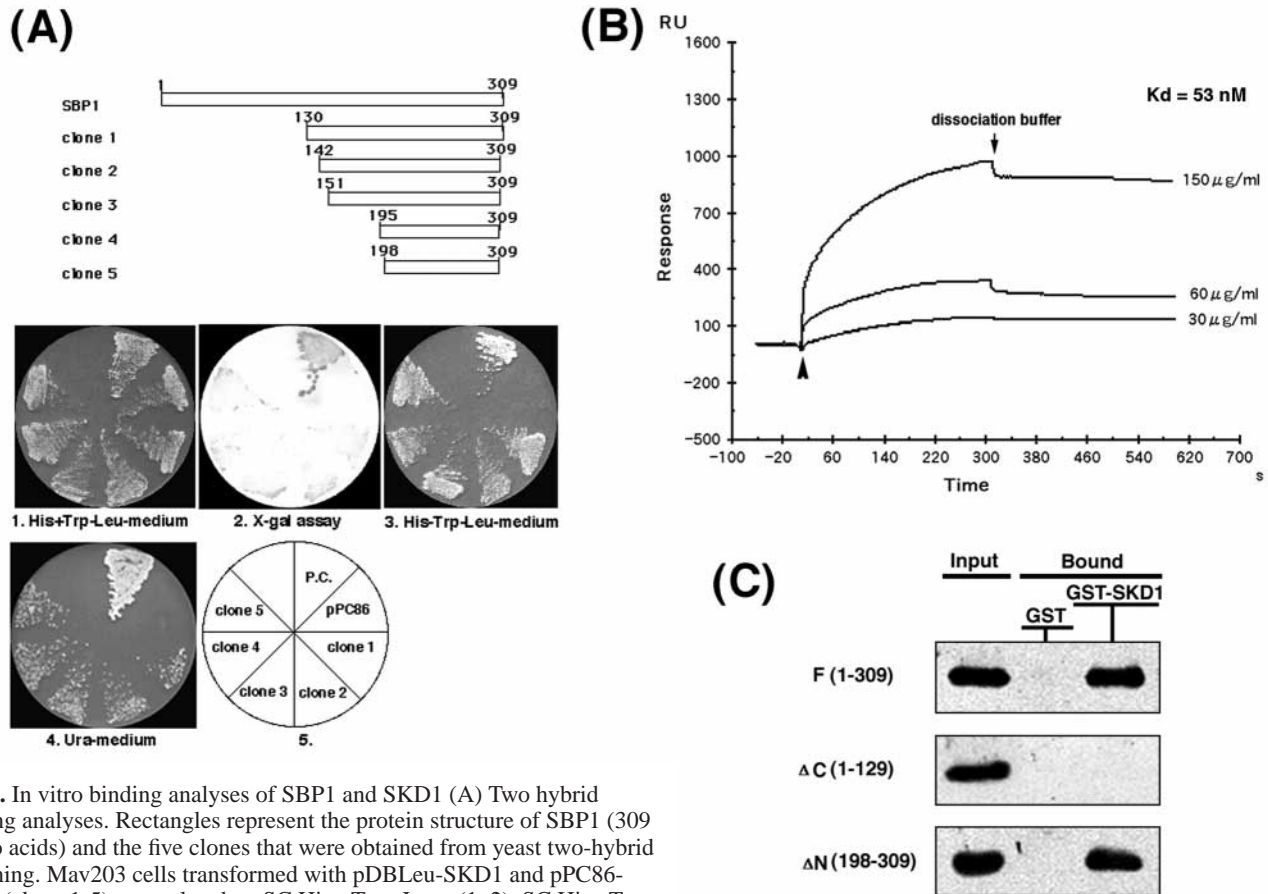 (A)
1 309
SBP1
130 309
clone 1
142 309
clone 2
151 309
clone 3
195 309
clone 4
198 309
clone 5
1. His+Trp-Leu-medium
2. X-gal assay
3. His-Trp-Leu-medium
4. Ura-medium
P.C.
pPC86
clone 1
clone 2
clone 3
clone 4
clone 5
5.
(B)
RU
1600
1300
1000
700
400
100
-200
-500
Response
Kd = 53 nM
dissociation buffer
150 µg/ml
60 µg/ml
30 µg/ml
-100 -20 60 140 220 300 380 460 540 620 700
s
Time
(C)
Input Bound
GST-SKD1
GST
F (1-309)
ΔC (1-129)
ΔN (198-309)
. In vitro binding analyses of SBP1 and SKD1 (A) Two hybrid
g analyses. Rectangles represent the protein structure of SBP1 (309
o acids) and the five clones that were obtained from yeast two-hybrid
ning. Mav203 cells transformed with pDBLeu-SKD1 and pPC86-